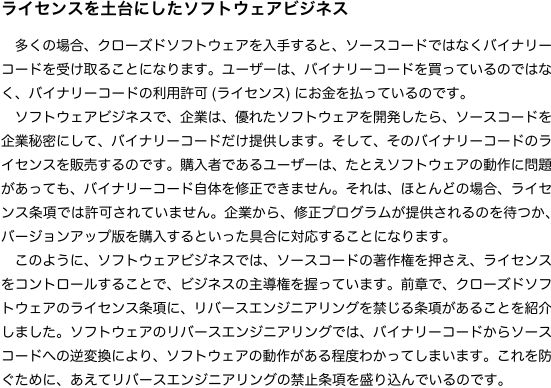 ライセンスを土台にしたソフトウェアビジネス
多くの場合、クローズドソフトウェアを入手すると、ソースコードではなくバイナリー
コードを受け取ることになります。ユーザーは、バイナリーコードを買っているのではな
く、バイナリーコードの利用許可 (ライセンス) にお金を払っているのです。
ソフトウェアビジネスで、企業は、優れたソフトウェアを開発したら、ソースコードを
企業秘密にして、バイナリーコードだけ提供します。そして、そのバイナリーコードのラ
イセンスを販売するのです。購入者であるユーザーは、たとえソフトウェアの動作に問題
があっても、バイナリーコード自体を修正できません。それは、ほとんどの場合、ライセ
ンス条項では許可されていません。企業から、修正プログラムが提供されるのを待つか、
バージョンアップ版を購入するといった具合に対応することになります。
このように、ソフトウェアビジネスでは、ソースコードの著作権を押さえ、ライセンス
をコントロールすることで、ビジネスの主導権を握っています。前章で、クローズドソフ
トウェアのライセンス条項に、リバースエンジニアリングを禁じる条項があることを紹介
しました。ソフトウェアのリバースエンジニアリングでは、バイナリーコードからソース
コードへの逆変換により、ソフトウェアの動作がある程度わかってしまいます。これを防
ぐために、あえてリバースエンジニアリングの禁止条項を盛り込んでいるのです。